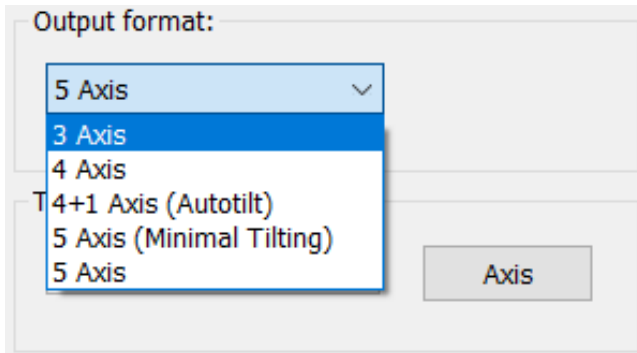 Output format:
5 Axis
3 Axis
4 Axis
T
4+1 Axis (Autotilt)
5 Axis (Minimal Tilting)
5 Axis
Axis